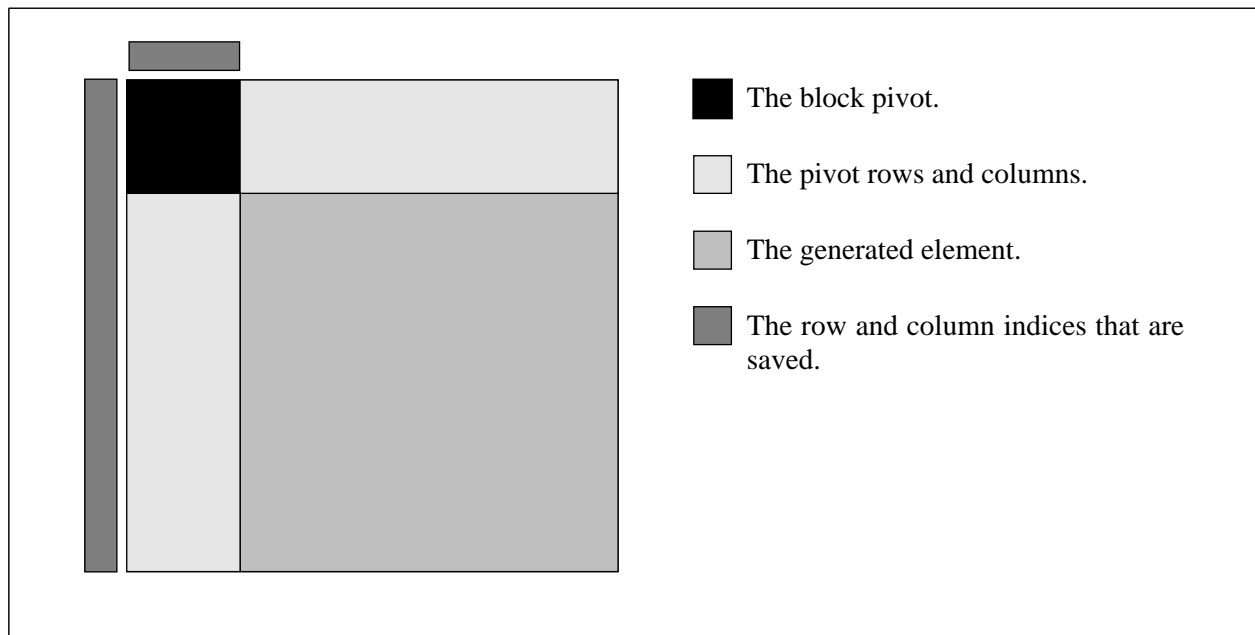 The block pivot.
The pivot rows and columns.
The generated element.
The row and column indices that are
saved.